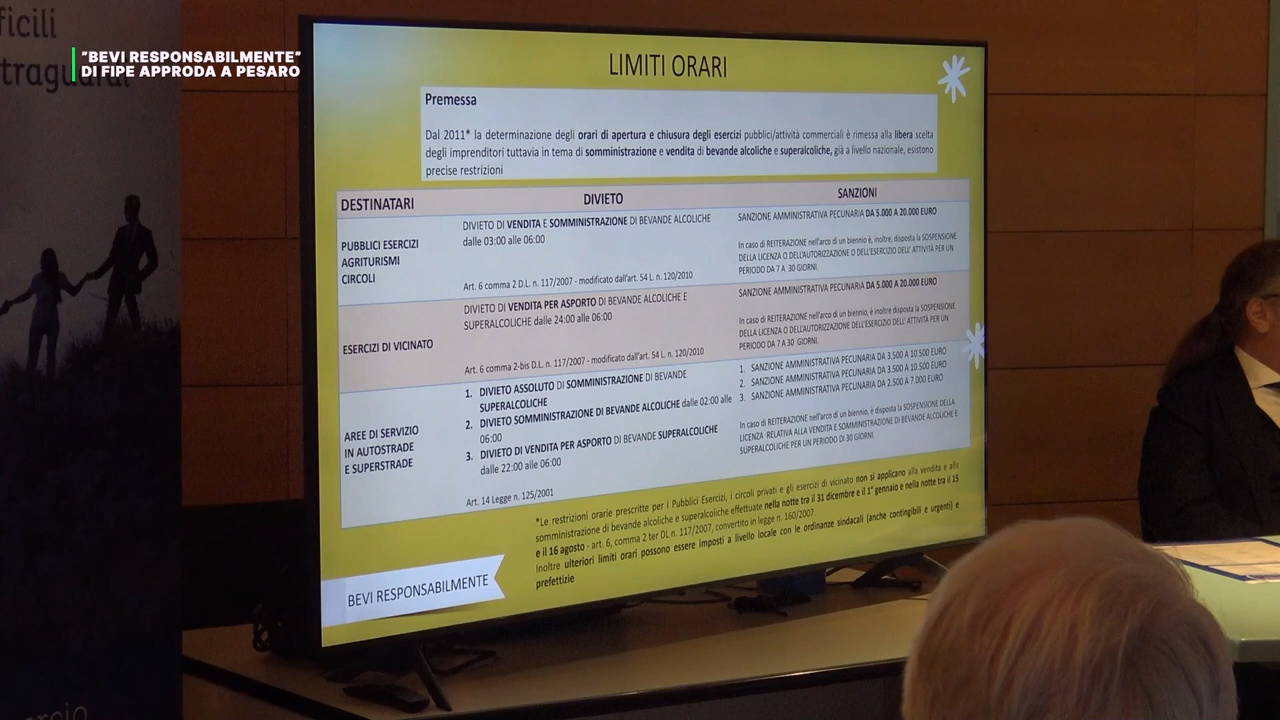 ficili
traguardi
"BEVI RESPONSABILMENTE"
DI FIPE APPRODA A PESARO
LIMITI ORARI
Premessa
Dal 2011* la determinazione degli orari di apertura e chiusura degli esercizi pubblici/attività commerciali è rimessa alla libera scelta
degli imprenditori tuttavia in tema di somministrazione e vendita di bevande alcoliche e superalcoliche, già a livello nazionale, esistono
precise restrizioni
DESTINATARI DIVIETO SANZIONI
PUBBLICI ESERCIZI
AGRITURISMI
CIRCOLI
DIVIETO DI VENDITA E SOMMINISTRAZIONE DI BEVANDE ALCOLICHE
dalle 03:00 alle 06:00
Art. 6 comma 2 D.L. n. 117/2007 - modificato dall'art. 54 L. n. 120/2010
SANZIONE AMMINISTRATIVA PECUNARIA DA 5.000 A 20.000 EURO
In caso di REITERAZIONE nell'arco di un biennio è, inoltre, disposta la SOSPENSIONE
DELLA LICENZA O DELL'AUTORIZZAZIONE O DELL'ESERCIZIO DELL' ATTIVITÀ PER UN
PERIODO DA 7 A 30 GIORNI.
ESERCIZI DI VICINATO
DIVIETO DI VENDITA PER ASPORTO DI BEVANDE ALCOLICHE E
SUPERALCOLICHE dalle 24:00 alle 06:00
Art. 6 comma 2-bis D.L. n. 117/2007 - modificato dall'art. 54 L. n. 120/2010
SANZIONE AMMINISTRATIVA PECUNARIA DA 5.000 A 20.000 EURO
In caso di REITERAZIONE nell'arco di un biennio, è, inoltre disposta la SOSPENSIONE
DELLA LICENZA O DELL'AUTORIZZAZIONE DELL'ESERCIZIO DELL' ATTIVITÀ PER UN
PERIODO DA 7 A 30 GIORNI.
AREE DI SERVIZIO
IN AUTOSTRADE
E SUPERSTRADE
1. DIVIETO ASSOLUTO DI SOMMINISTRAZIONE DI BEVANDE
SUPERALCOLICHE
2. DIVIETO SOMMINISTRAZIONE DI BEVANDE ALCOLICHE dalle 02:00 alle
06:00
3. DIVIETO DI VENDITA PER ASPORTO DI BEVANDE SUPERALCOLICHE
dalle 22:00 alle 06:00
Art. 14 Legge n. 125/2001
1. SANZIONE AMMINISTRATIVA PECUNARIA DA 3.500 A 10.500 EURO
2. SANZIONE AMMINISTRATIVA PECUNARIA DA 3.500 A 10.500 EURO
3. SANZIONE AMMINISTRATIVA PECUNARIA DA 2.500 A 7.000 EURO
In caso di REITERAZIONE nell'arco di un biennio, è disposta la SOSPENSIONE DELLA
LICENZA RELATIVA ALLA VENDITA E SOMMINISTRAZIONE DI BEVANDE ALCOLICHE E
SUPERALCOLICHE PER UN PERIODO DI 30 GIORNI.
*Le restrizioni orarie prescritte per i Pubblici Esercizi, i circoli privati e gli esercizi di vicinato non si applicano alla vendita e alla
somministrazione di bevande alcoliche e superalcoliche effettuate nella notte tra il 31 dicembre e il 1° gennaio e nella notte tra il 15
e il 16 agosto - art. 6, comma 2 ter DL n. 117/2007, convertito in legge n. 160/2007.
Inoltre ulteriori limiti orari possono essere imposti a livello locale con le ordinanze sindacali (anche contingibili e urgenti) e
prefettizie
BEVI RESPONSABILMENTE